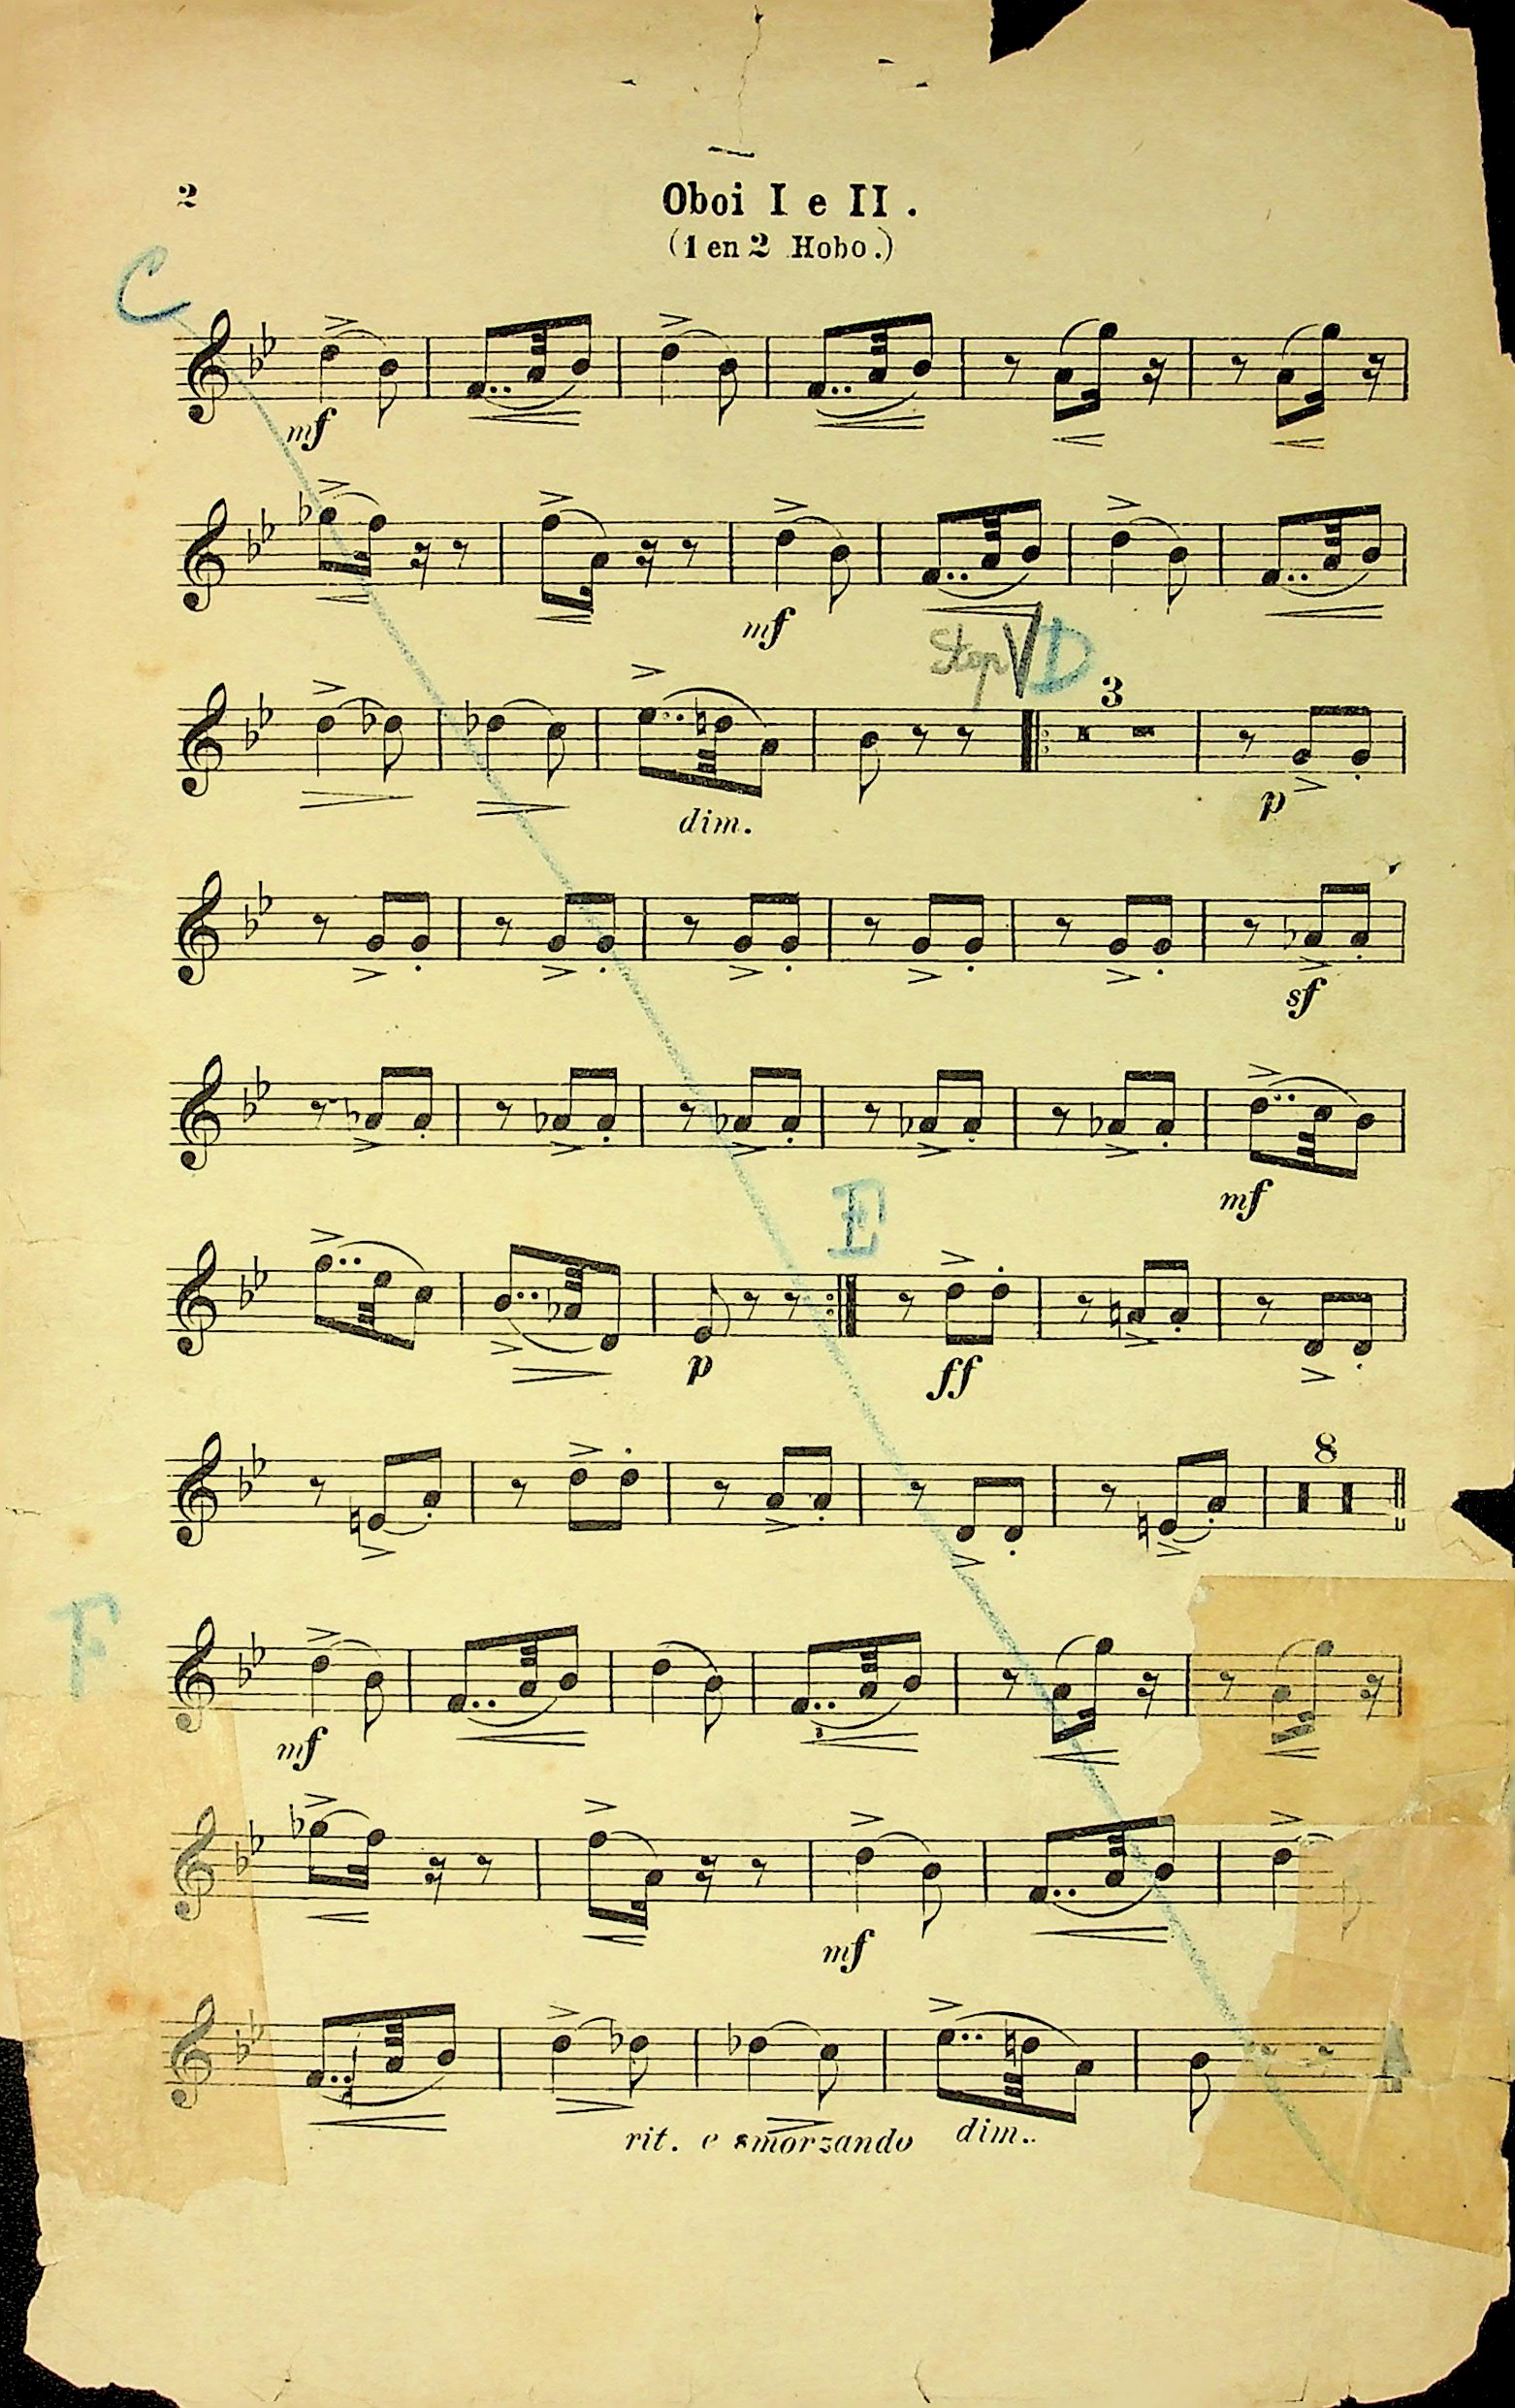 2
Oboi I e II.
(1 en 2 Hobo.)
C
mf
mf
Stop V D
3
dim.
p
sf
mf
E
p
ff
8
F
mf
mf
rit. e smorzando dim..